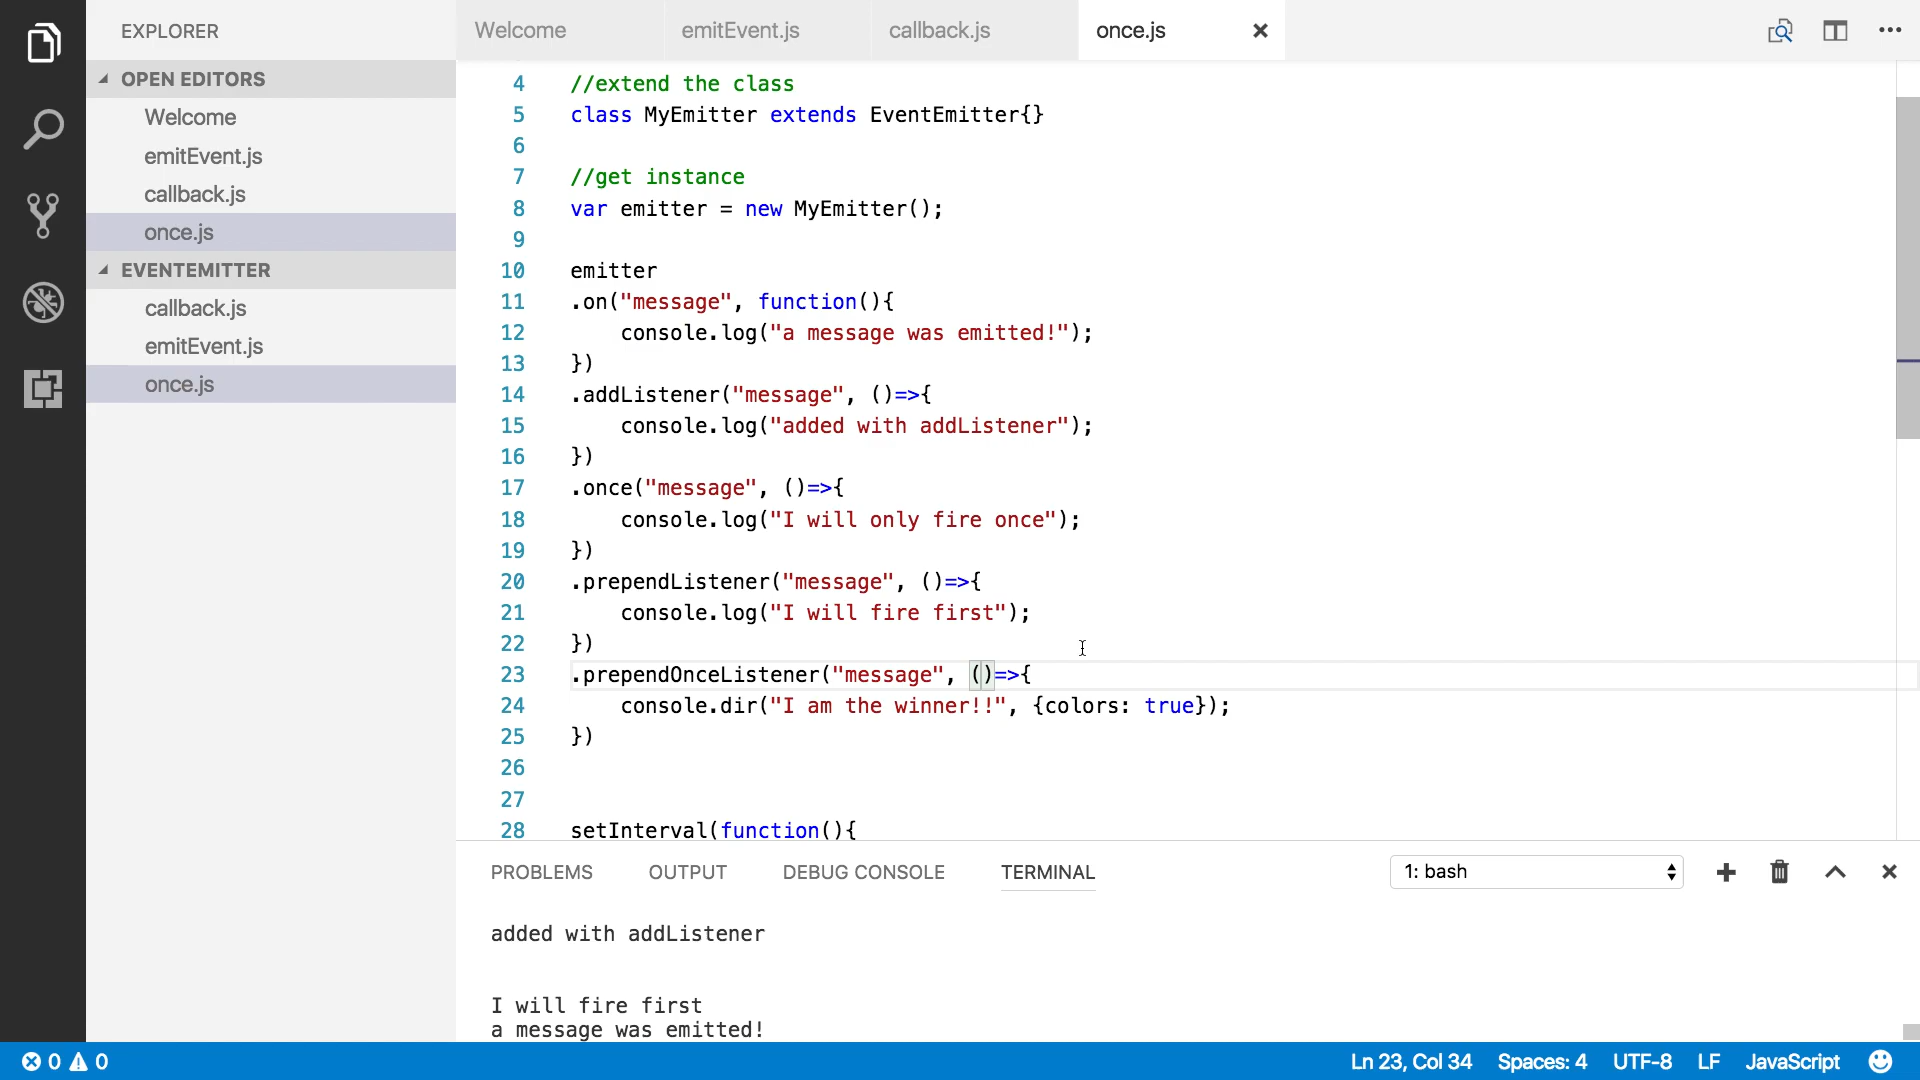 EXPLORER
OPEN EDITORS
Welcome
emitEvent.js
callback.js
once.js
EVENTEMITTER
callback.js
emitEvent.js
once.js
Welcome
emitEvent.js
callback.js
once.js
4 //extend the class
5 class MyEmitter extends EventEmitter{}
6
7 //get instance
8 var emitter = new MyEmitter();
9
10 emitter
11 .on("message", function(){
12 console.log("a message was emitted!");
13 })
14 .addListener("message", ()=>{
15 console.log("added with addListener");
16 })
17 .once("message", ()=>{
18 console.log("I will only fire once");
19 })
20 .prependListener("message", ()=>{
21 console.log("I will fire first");
22 })
23 .prependOnceListener("message", ()=>{
24 console.dir("I am the winner!!", {colors: true});
25 })
26
27
28 setInterval(function(){
PROBLEMS OUTPUT DEBUG CONSOLE TERMINAL 1: bash
added with addListener
I will fire first
a message was emitted!
0 0 Ln 23, Col 34 Spaces: 4 UTF-8 LF JavaScript